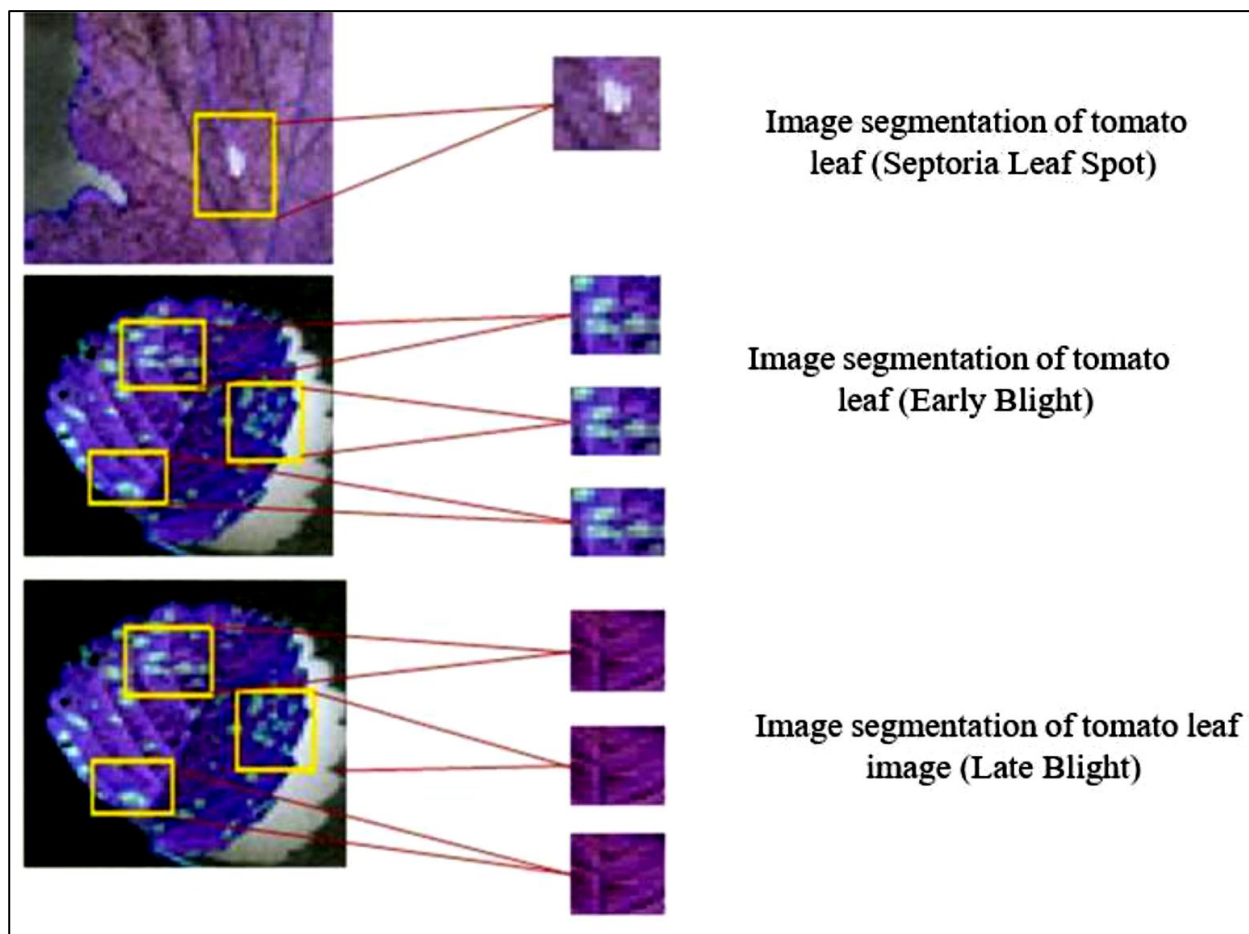 Image segmentation of tomato
leaf (Septoria Leaf Spot)
Image segmentation of tomato
leaf (Early Blight)
Image segmentation of tomato leaf
image (Late Blight)